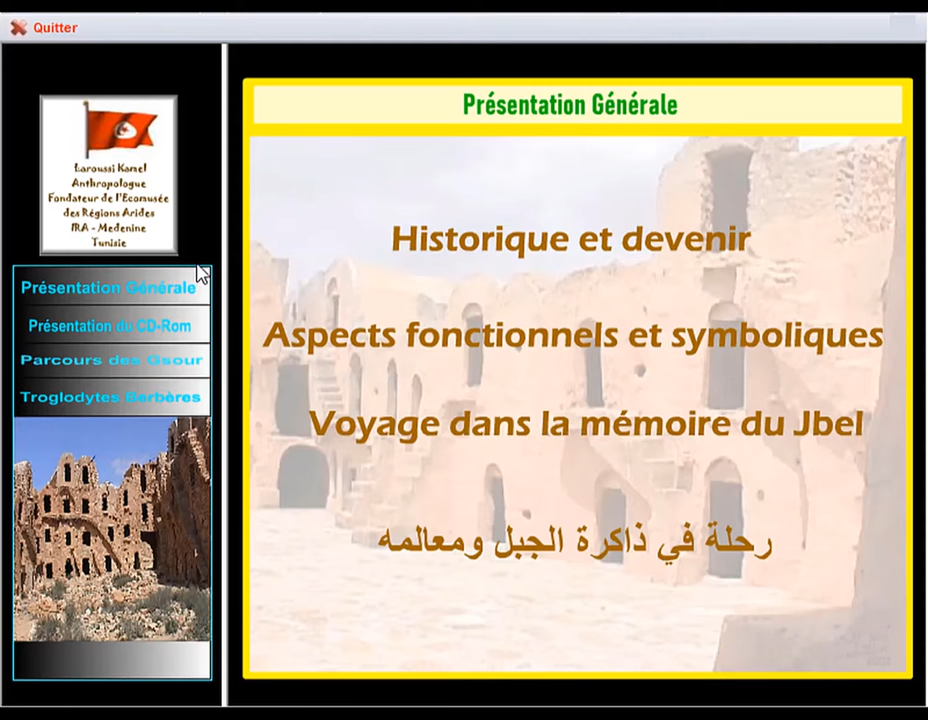 Quitter
Laroussi Kamel
Anthropologue
Fondateur de l'Ecomusée
des Régions Arides
IRA - Medenine
Tunisie
Présentation Générale
Présentation du CD-Rom
Parcours des Gsour
Troglodytes Berbères
Présentation Générale
Historique et devenir
Aspects fonctionnels et symboliques
Voyage dans la mémoire du Jbel
رحلة في ذاكرة الجبل ومعالمه